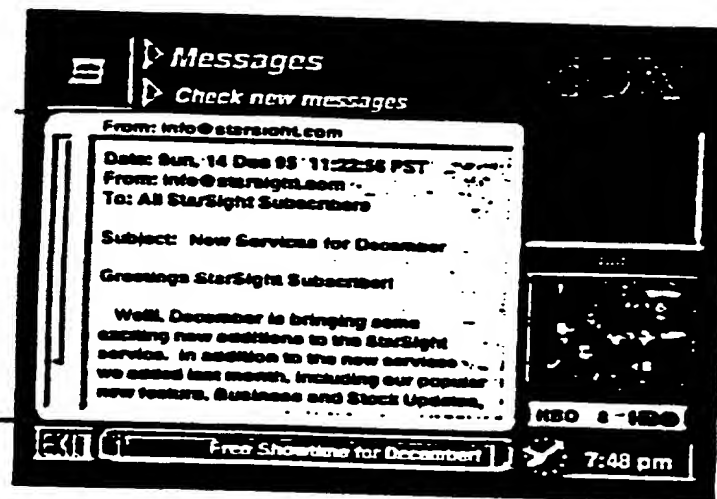 Messages
Check new messages
From: info@starsight.com
Date: Sun, 14 Dec 95 11:22:56 PST
From: info@starsight.com
To: All StarSight Subscribers
Subject: New Services for December
Greetings StarSight Subscriber!
Well, December is bringing some
exciting new additions to the StarSight
service. In addition to the new services
we added last month, including our popular
new feature, Business and Stock Updates,
HBO 8 - HBO
EXIT
Free Showtime for December!
7:48 pm